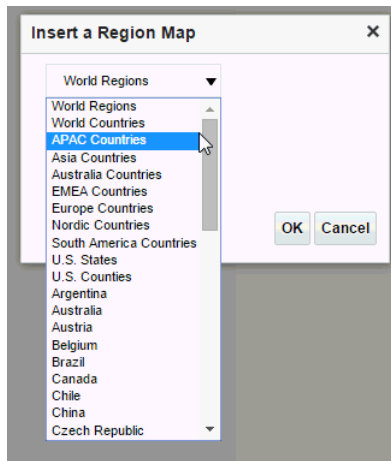 Insert a Region Map
World Regions
World Regions
World Countries
APAC Countries
Asia Countries
Australia Countries
EMEA Countries
Europe Countries
Nordic Countries
South America Countries
U.S. States
U.S. Counties
Argentina
Australia
Austria
Belgium
Brazil
Canada
Chile
China
Czech Republic
OK Cancel